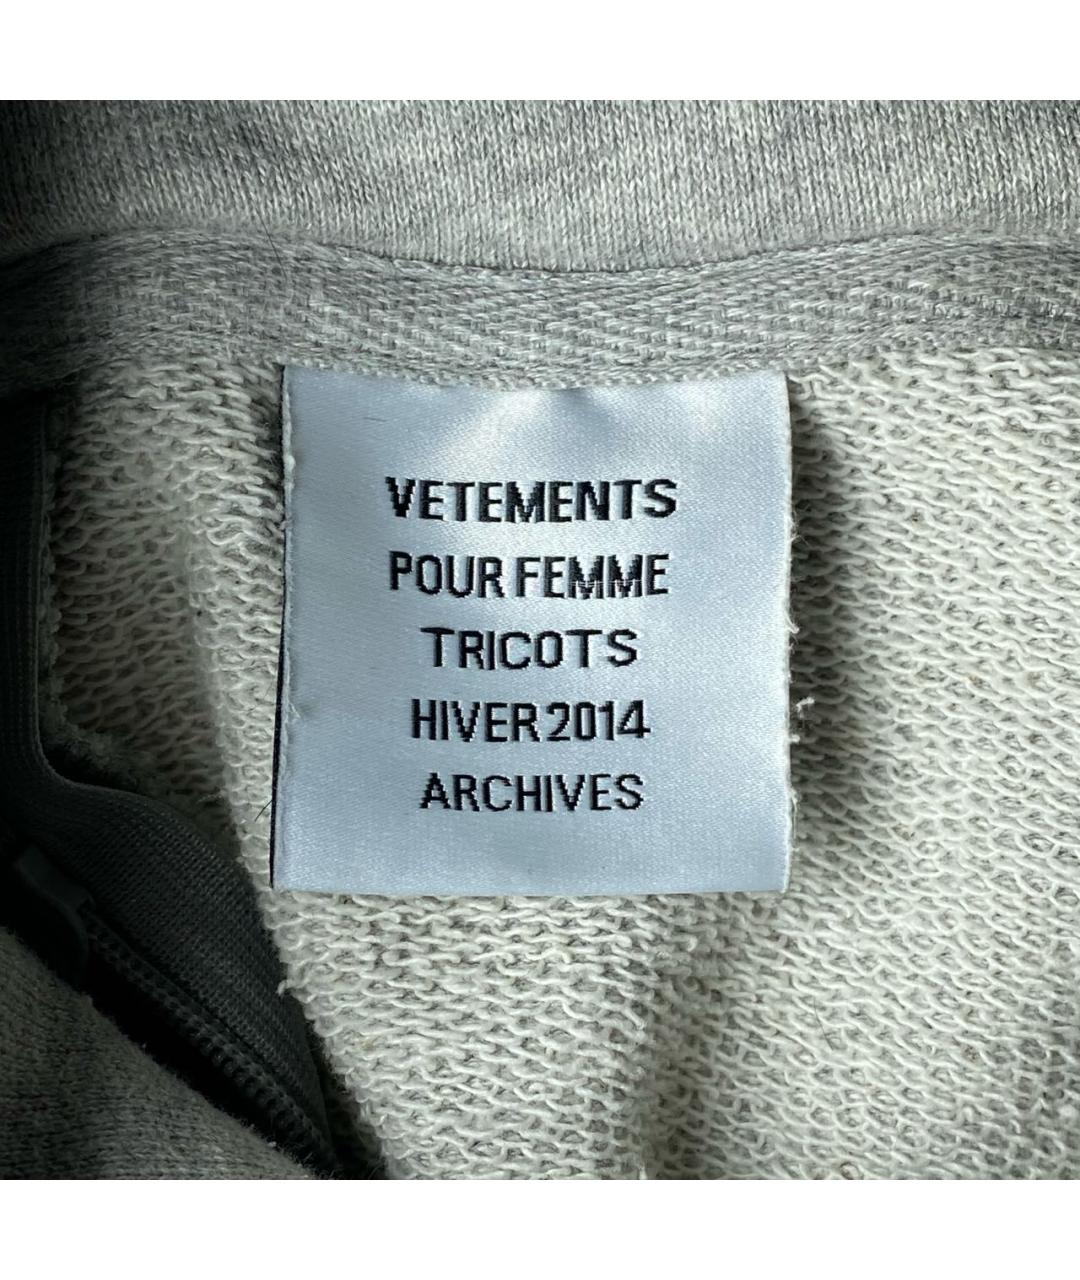 VETEMENTS
POUR FEMME
TRICOTS
HIVER 2014
ARCHIVES